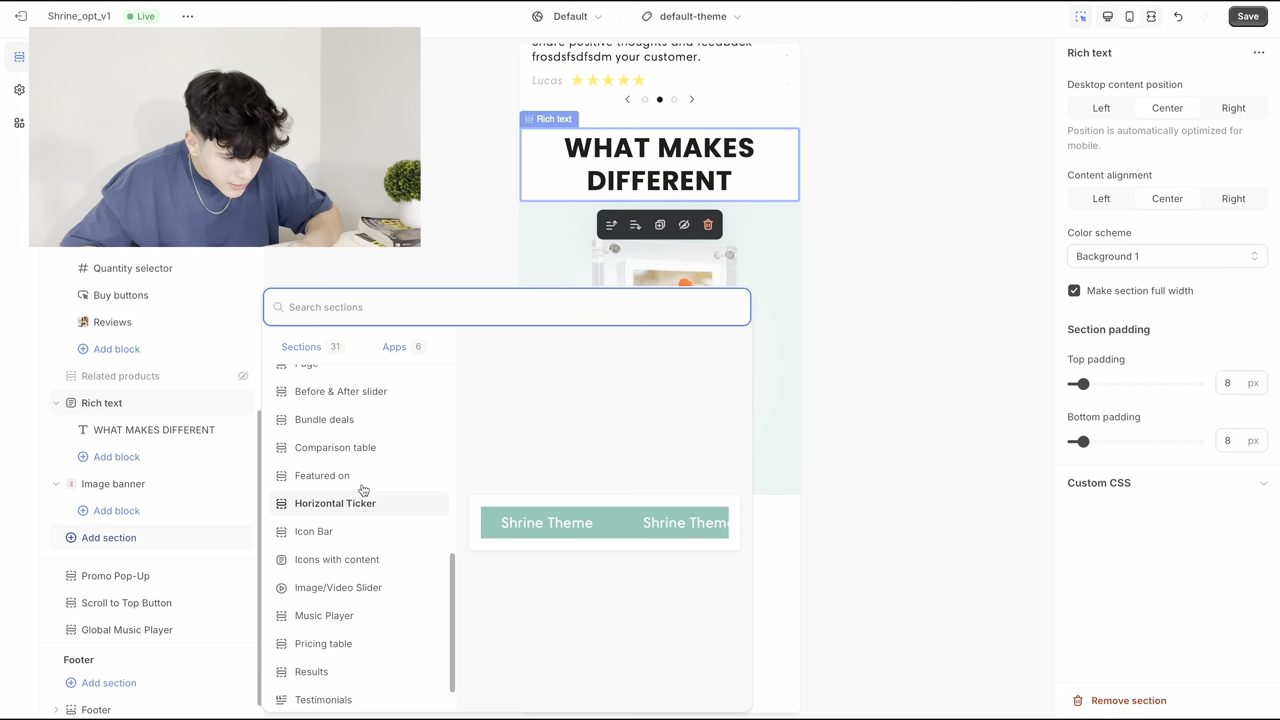 Shrine_opt_v1
Live
Default
default-theme
Save
Share positive thoughts and feedback
frosdsfsdfsdm your customer.
Lucas
Rich text
WHAT MAKES
DIFFERENT
Quantity selector
Buy buttons
Reviews
Add block
Related products
Rich text
WHAT MAKES DIFFERENT
Add block
Image banner
Add block
Add section
Promo Pop-Up
Scroll to Top Button
Global Music Player
Footer
Add section
Footer
Search sections
Sections 31
Apps 6
Page
Before & After slider
Bundle deals
Comparison table
Featured on
Horizontal Ticker
Icon Bar
Icons with content
Image/Video Slider
Music Player
Pricing table
Results
Testimonials
Shrine Theme Shrine Theme
Rich text
Desktop content position
Left Center Right
Position is automatically optimized for
mobile.
Content alignment
Left Center Right
Color scheme
Background 1
Make section full width
Section padding
Top padding
8 px
Bottom padding
8 px
Custom CSS
Remove section